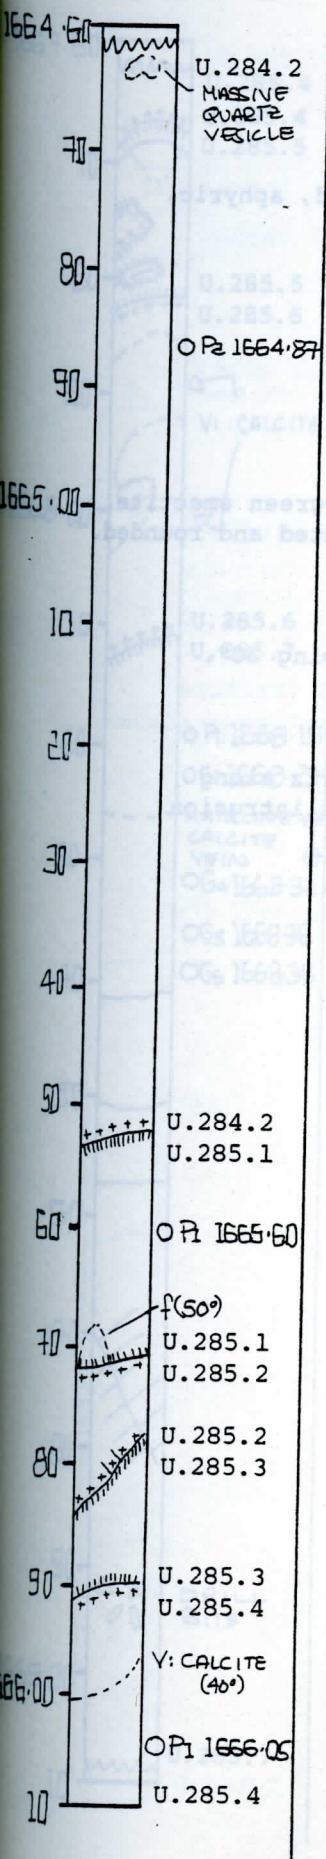 1664.60
U.284.2
MASSIVE
QUARTZ
VESICLE
70
80
O P2 1664.87
90
1665.00
10
20
30
40
50
U.284.2
U.285.1
60
O P1 1665.60
f(50°)
70
U.285.1
U.285.2
U.285.2
80
U.285.3
90
U.285.3
U.285.4
V: CALCITE
(40°)
666.00
O P1 1666.05
10
U.285.4